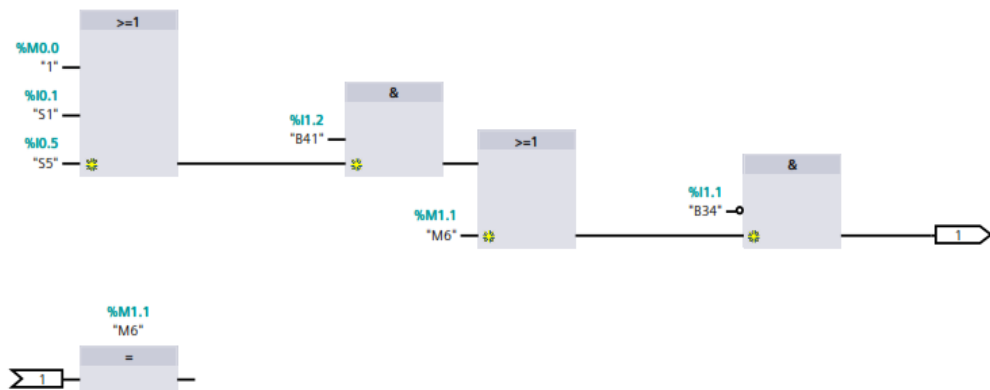 >=1
%M0.0
"1"
%I0.1
"S1"
%I0.5
"S5"
&
%I1.2
"B41"
>=1
%M1.1
"M6"
&
%I1.1
"B34"
1
%M1.1
"M6"
=
1